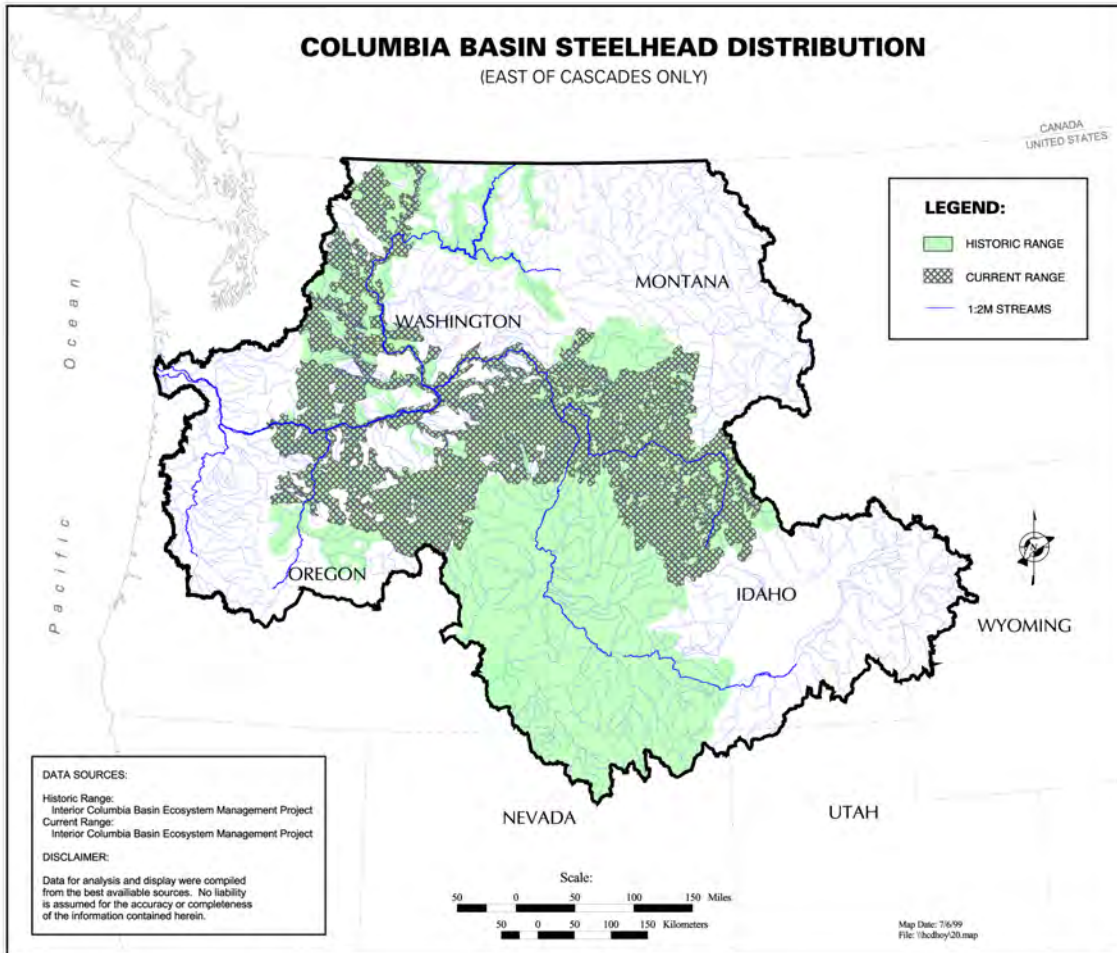 COLUMBIA BASIN STEELHEAD DISTRIBUTION
(EAST OF CASCADES ONLY)
CANADA
UNITED STATES
LEGEND:
HISTORIC RANGE
CURRENT RANGE
1:2M STREAMS
MONTANA
WASHINGTON
Pacific Ocean
OREGON
IDAHO
WYOMING
NEVADA
UTAH
DATA SOURCES:
Historic Range:
Interior Columbia Basin Ecosystem Management Project
Current Range:
Interior Columbia Basin Ecosystem Management Project
DISCLAIMER:
Data for analysis and display were compiled
from the best availiable sources. No liability
is assumed for the accuracy or completeness
of the information contained herein.
Scale:
50 0 50 100 150 Miles
50 0 50 100 150 Kilometers
Map Date: 7/6/99